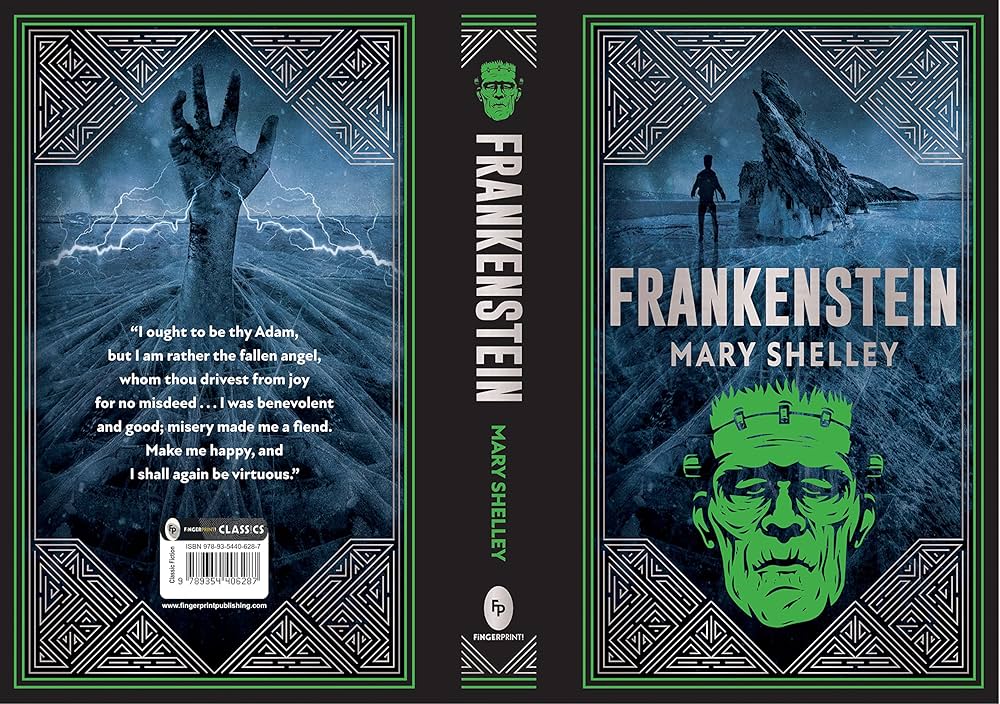 “I ought to be thy Adam,
but I am rather the fallen angel,
whom thou drivest from joy
for no misdeed . . . I was benevolent
and good; misery made me a fiend.
Make me happy, and
I shall again be virtuous.”
FP FiNGERPRINT! CLASSICS
ISBN 978-93-5440-628-7
Classic Fiction
9 789354 406287
www.fingerprintpublishing.com
FRANKENSTEIN
MARY SHELLEY
FP
FiNGERPRINT!
FRANKENSTEIN
MARY SHELLEY